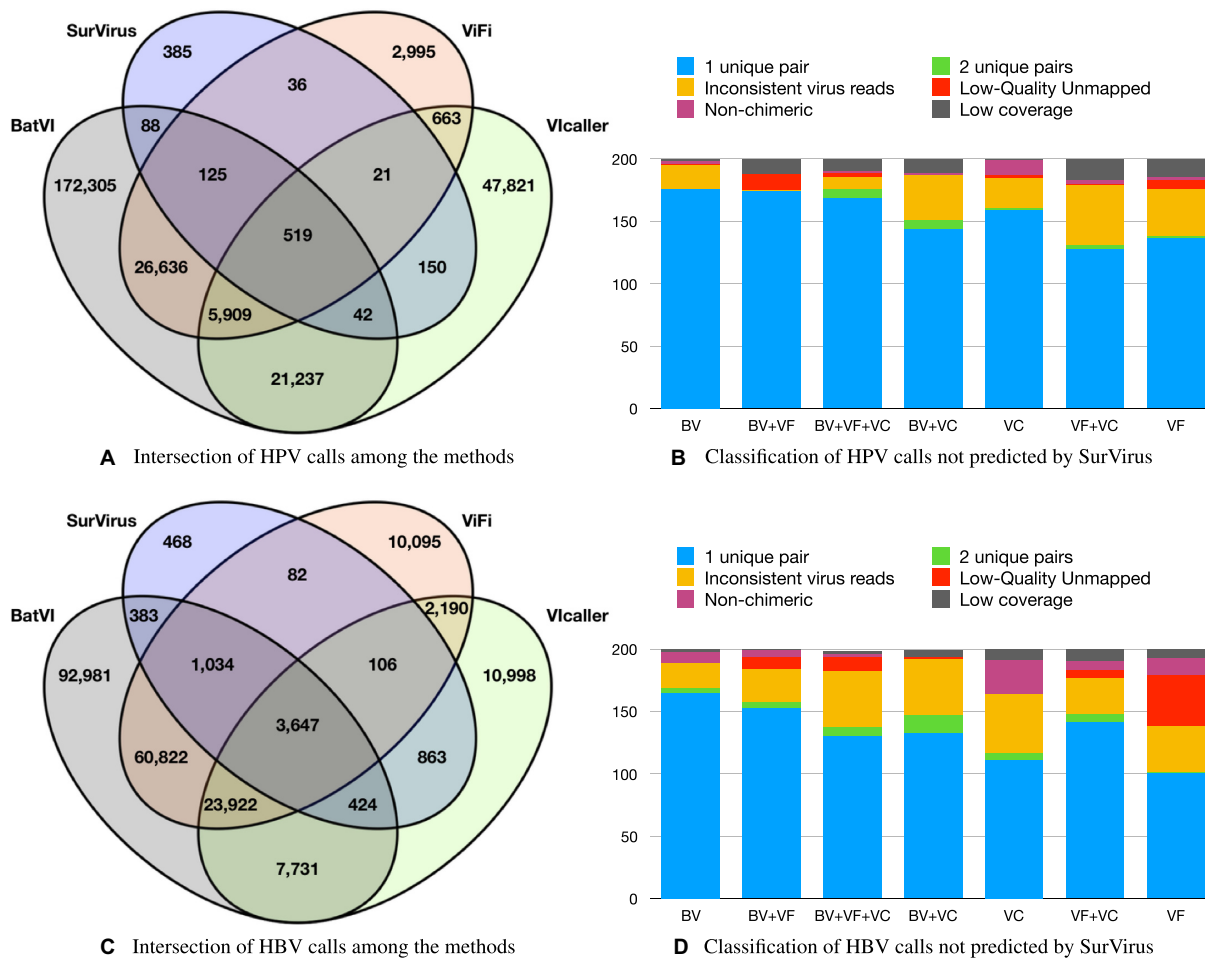 SurVirus
ViFi
385
2,995
36
BatVI
VIcaller
88
663
125
21
172,305
47,821
519
26,636
150
5,909
42
21,237
A Intersection of HPV calls among the methods
1 unique pair
2 unique pairs
Inconsistent virus reads
Low-Quality Unmapped
Non-chimeric
Low coverage
200
150
100
50
0
BV BV+VF BV+VF+VC BV+VC VC VF+VC VF
B Classification of HPV calls not predicted by SurVirus
SurVirus
ViFi
468
10,095
82
BatVI
VIcaller
383
2,190
1,034
106
92,981
10,998
3,647
60,822
863
23,922
424
7,731
C Intersection of HBV calls among the methods
1 unique pair
2 unique pairs
Inconsistent virus reads
Low-Quality Unmapped
Non-chimeric
Low coverage
200
150
100
50
0
BV BV+VF BV+VF+VC BV+VC VC VF+VC VF
D Classification of HBV calls not predicted by SurVirus